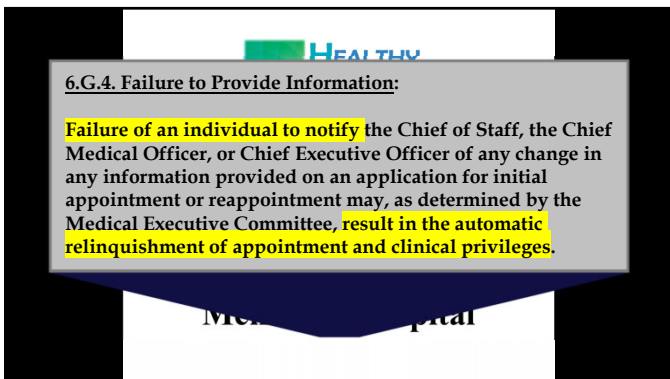 HEALTHY
6.G.4. Failure to Provide Information:
Failure of an individual to notify the Chief of Staff, the Chief
Medical Officer, or Chief Executive Officer of any change in
any information provided on an application for initial
appointment or reappointment may, as determined by the
Medical Executive Committee, result in the automatic
relinquishment of appointment and clinical privileges.